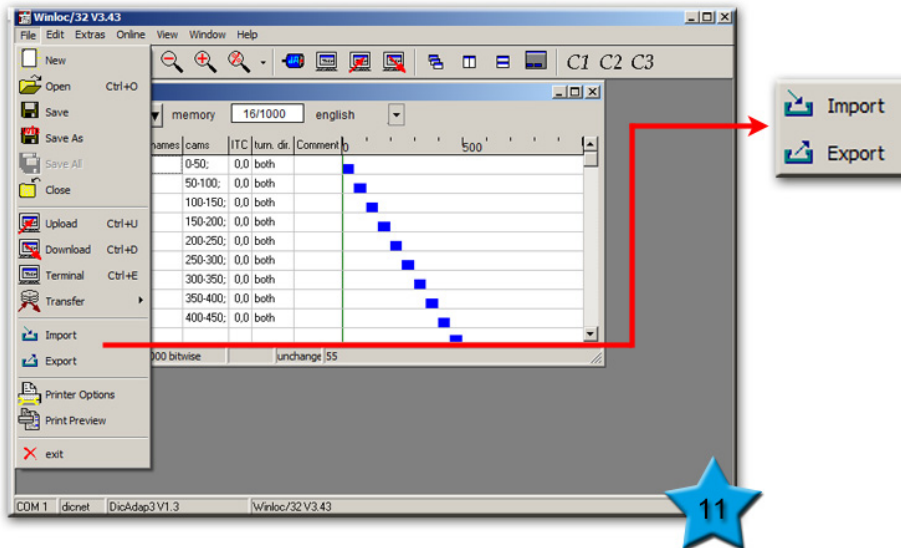 Winloc/32 V3.43
File Edit Extras Online View Window Help
New
Open Ctrl+O
Save
Save As
Save All
Close
Upload Ctrl+U
Download Ctrl+D
Terminal Ctrl+E
Transfer
Import
Export
Printer Options
Print Preview
exit
C1 C2 C3
memory 16/1000 english
names cams ITC turn. dir. Comment 0 500
0-50; 0,0 both
50-100; 0,0 both
100-150; 0,0 both
150-200; 0,0 both
200-250; 0,0 both
250-300; 0,0 both
300-350; 0,0 both
350-400; 0,0 both
400-450; 0,0 both
000 bitwise unchange 55
COM 1 dicnet DicAdap3 V1.3 Winloc/32 V3.43
Import
Export
11